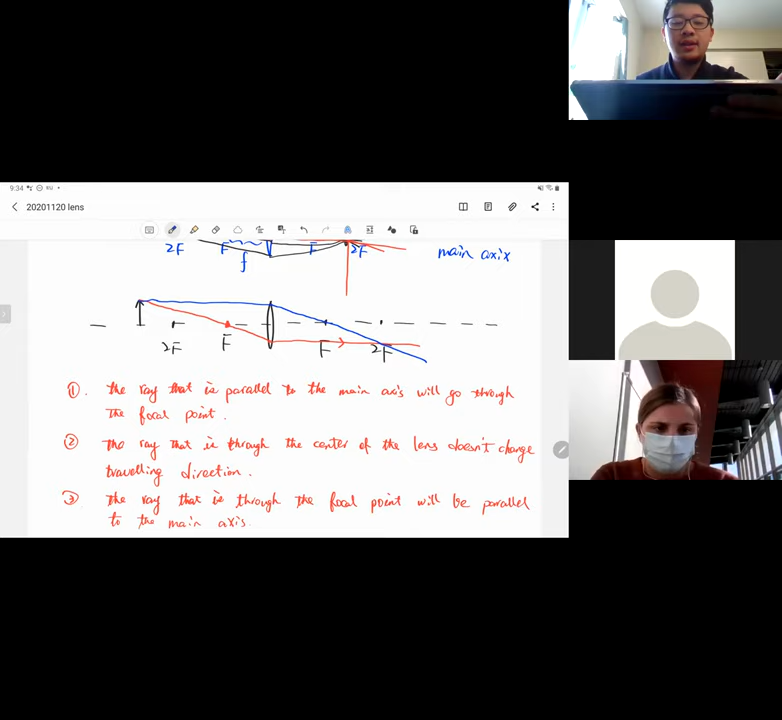 9:34 KU
20201120 lens
2F F F 2F main axix
f
2F F F 2F
①. the ray that is parallel to the main axis will go through
the focal point.
② the ray that is through the center of the lens doesn't change
travelling direction.
③ the ray that is through the focal point will be parallel
to the main axis.